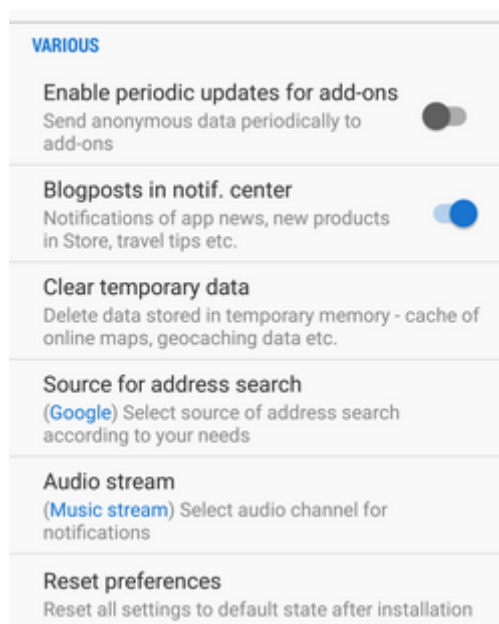 VARIOUS
Enable periodic updates for add-ons
Send anonymous data periodically to
add-ons
Blogposts in notif. center
Notifications of app news, new products
in Store, travel tips etc.
Clear temporary data
Delete data stored in temporary memory - cache of
online maps, geocaching data etc.
Source for address search
(Google) Select source of address search
according to your needs
Audio stream
(Music stream) Select audio channel for
notifications
Reset preferences
Reset all settings to default state after installation